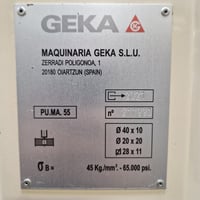 GEKA
MAQUINARIA GEKA S.L.U.
ZERRADI POLIGONOA, 1
20180 OIARTZUN (SPAIN)
PU.MA. 55
nº
Ø 40 x 10
Ø 20 x 20
28 x 11
σ B = 45 Kg./mm². - 65.000 psi.